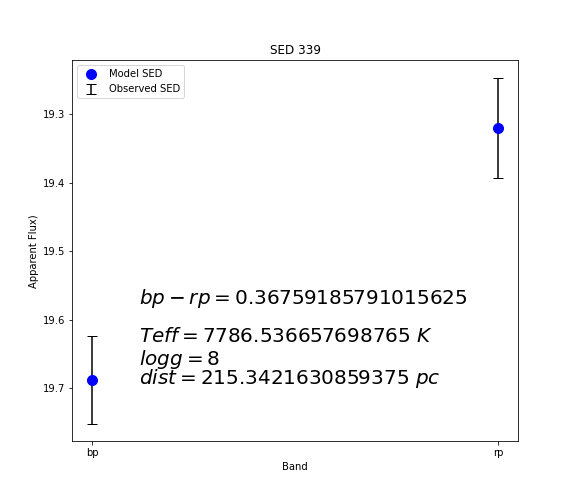 SED 339
Model SED
Observed SED
19.3
19.4
19.5
19.6
19.7
Apparent Flux)
bp − rp = 0.36759185791015625
Teff = 7786.536657698765 K
logg = 8
dist = 215.3421630859375 pc
bp
rp
Band